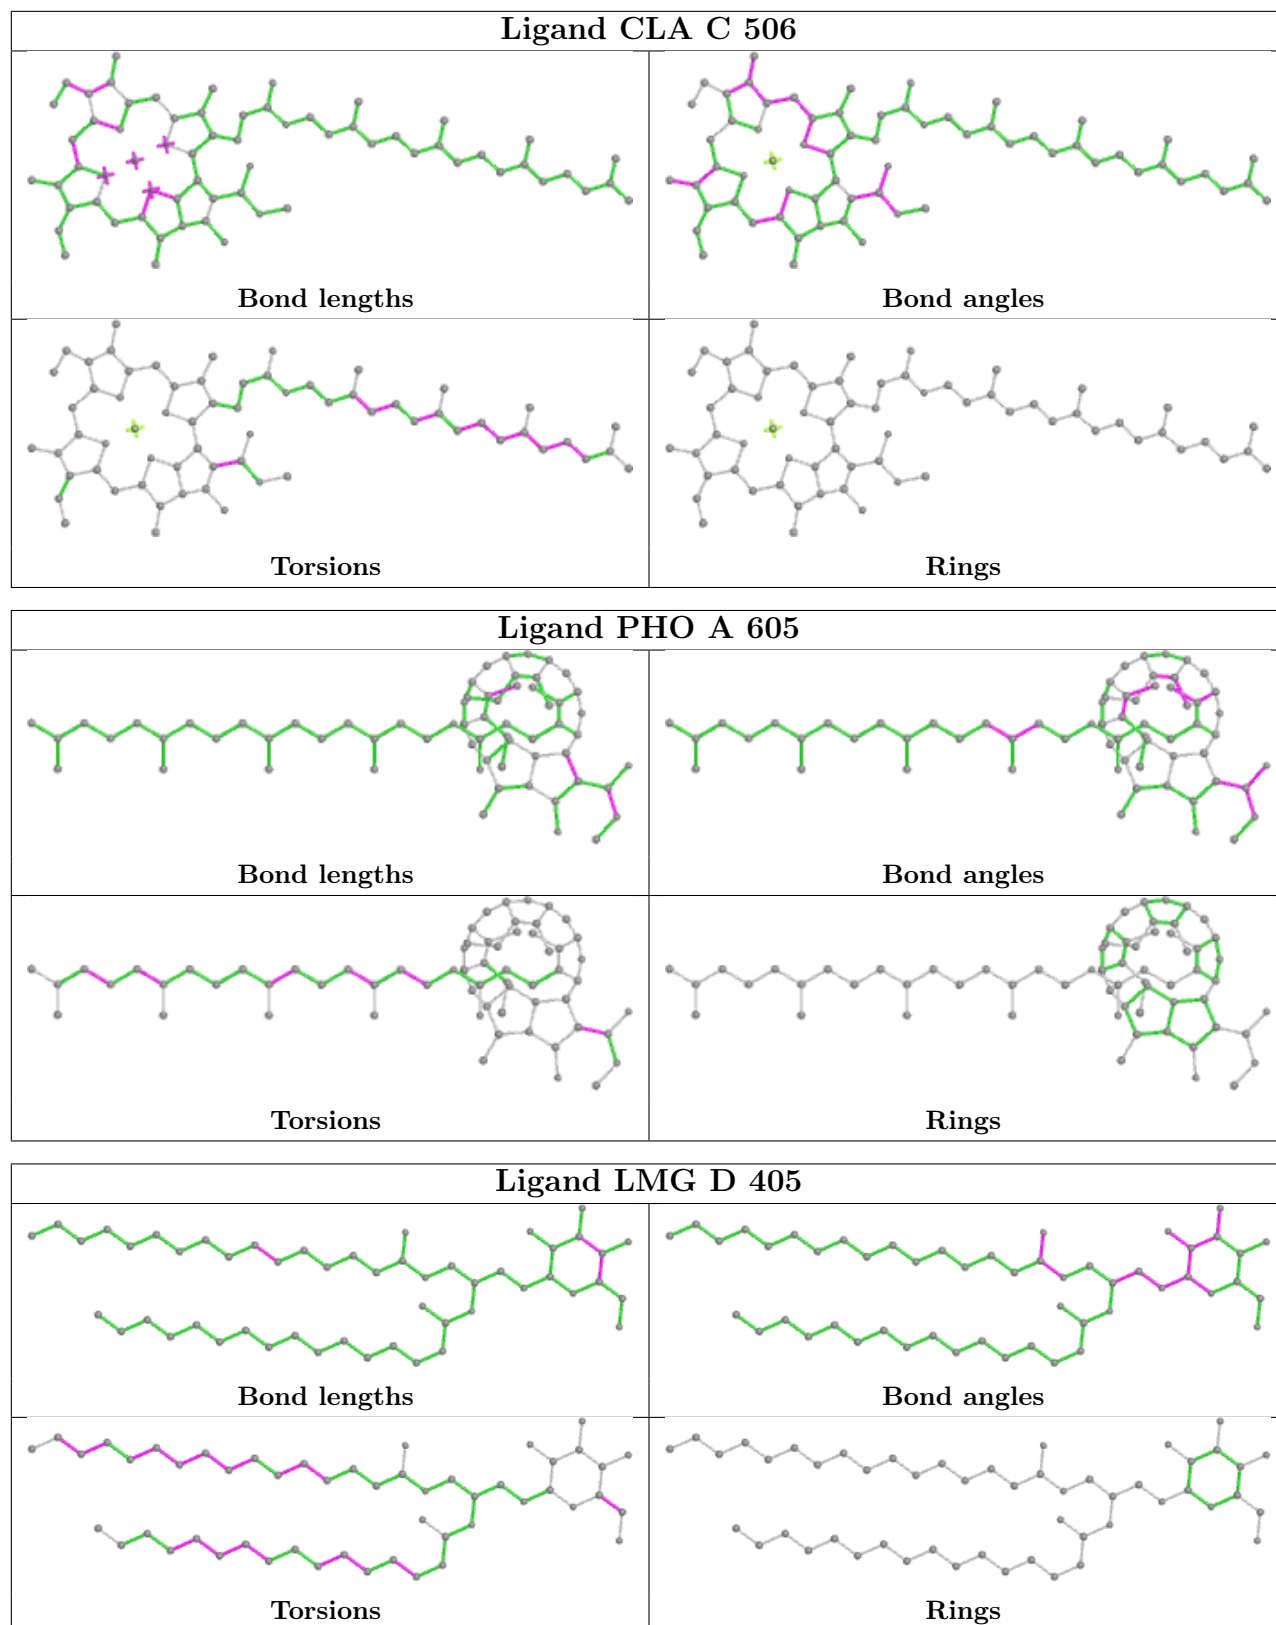 Ligand CLA C 506
Bond lengths
Bond angles
Torsions
Rings
Ligand PHO A 605
Bond lengths
Bond angles
Torsions
Rings
Ligand LMG D 405
Bond lengths
Bond angles
Torsions
Rings